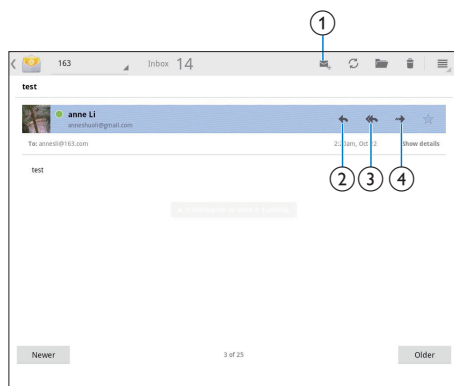 1
163
Inbox 14
test
anne Li
anneshuoli@gmail.com
To: annesli@163.com
Show details
2
3
4
test
Newer
3 of 25
Older